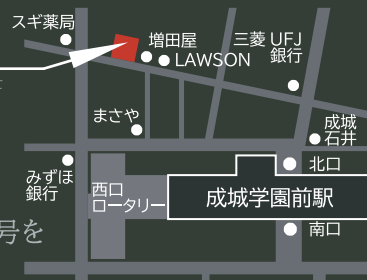 スギ薬局
増田屋
LAWSON
三菱 UFJ
銀行
まさや
成城
石井
みずほ
銀行
西口
ロータリー
北口
成城学園前駅
南口
号を